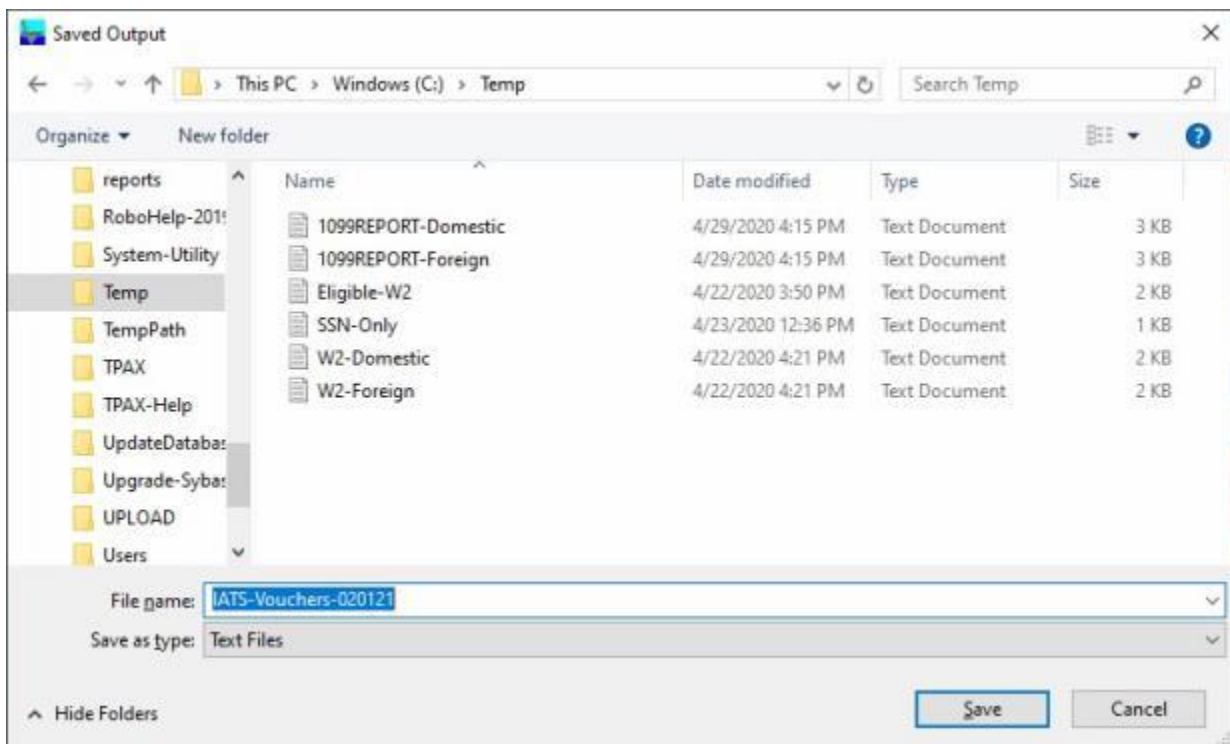 Saved Output
This PC > Windows (C:) > Temp
Search Temp
Organize
New folder
reports
RoboHelp-201
System-Utility
Temp
TempPath
TPAX
TPAX-Help
UpdateDatabas
Upgrade-Sybas
UPLOAD
Users
Name Date modified Type Size
1099REPORT-Domestic 4/29/2020 4:15 PM Text Document 3 KB
1099REPORT-Foreign 4/29/2020 4:15 PM Text Document 3 KB
Eligible-W2 4/22/2020 3:50 PM Text Document 2 KB
SSN-Only 4/23/2020 12:36 PM Text Document 1 KB
W2-Domestic 4/22/2020 4:21 PM Text Document 2 KB
W2-Foreign 4/22/2020 4:21 PM Text Document 2 KB
File name: IATS-Vouchers-020121
Save as type: Text Files
Hide Folders
Save
Cancel